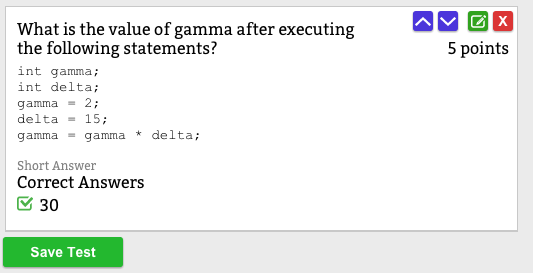 What is the value of gamma after executing
the following statements?
X
5 points
int gamma;
int delta;
gamma = 2;
delta = 15;
gamma = gamma * delta;
Short Answer
Correct Answers
30
Save Test